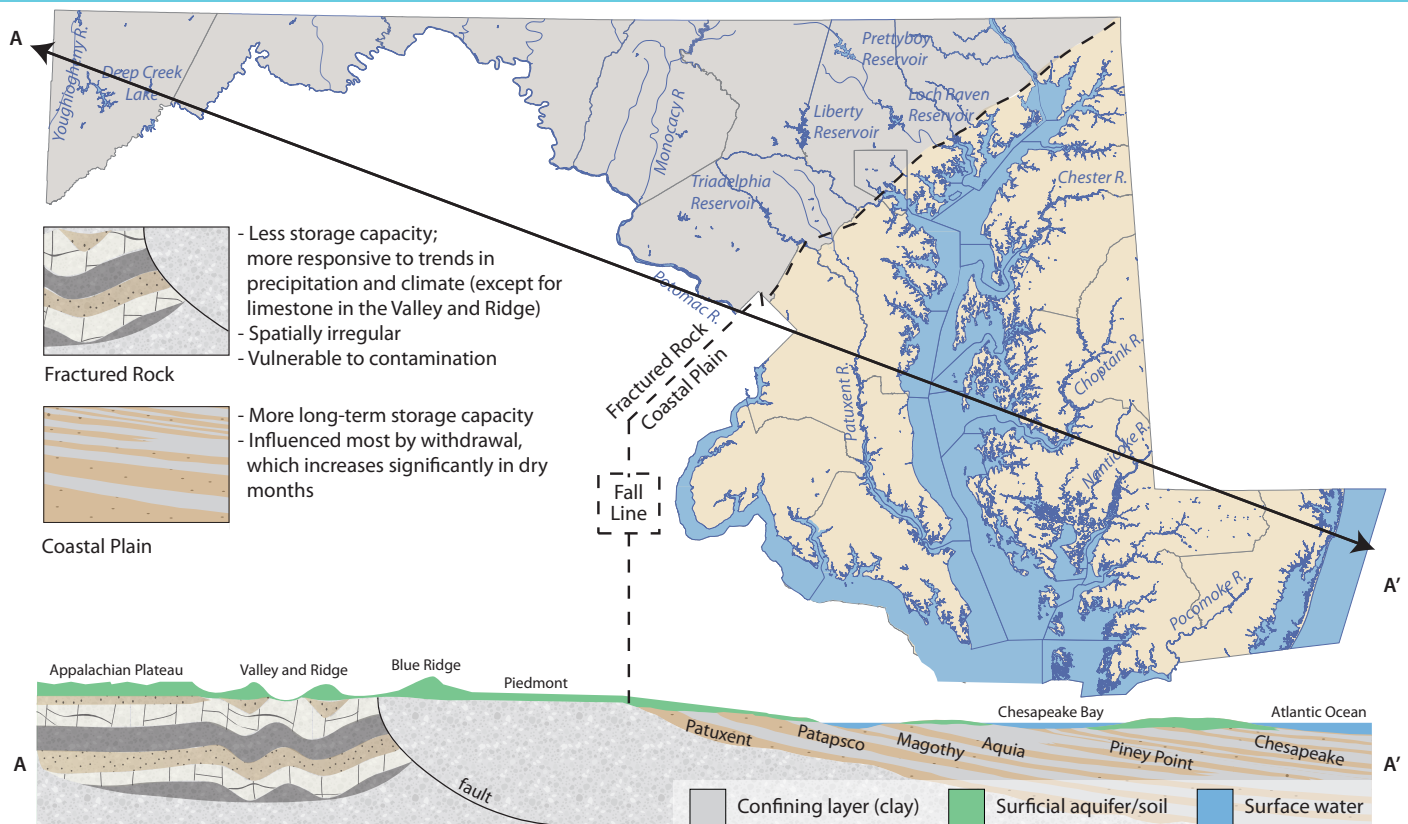 A
Youghiogheny R.
Deep Creek
Lake
Monocacy R
Prettyboy
Reservoir
Liberty
Reservoir
Loch Raven
Reservoir
Triadelphia
Reservoir
Chester R.
Potomac R.
Patuxent R.
Choptank R.
Nanticoke R.
Pocomoke R.
A'
- Less storage capacity;
more responsive to trends in
precipitation and climate (except for
limestone in the Valley and Ridge)
- Spatially irregular
- Vulnerable to contamination
Fractured Rock
- More long-term storage capacity
- Influenced most by withdrawal,
which increases significantly in dry
months
Coastal Plain
Fractured Rock
Coastal Plain
Fall
Line
Appalachian Plateau
Valley and Ridge
Blue Ridge
Piedmont
Chesapeake Bay
Atlantic Ocean
A
fault
Patuxent
Patapsco
Magothy
Aquia
Piney Point
Chesapeake
A'
Confining layer (clay)
Surficial aquifer/soil
Surface water